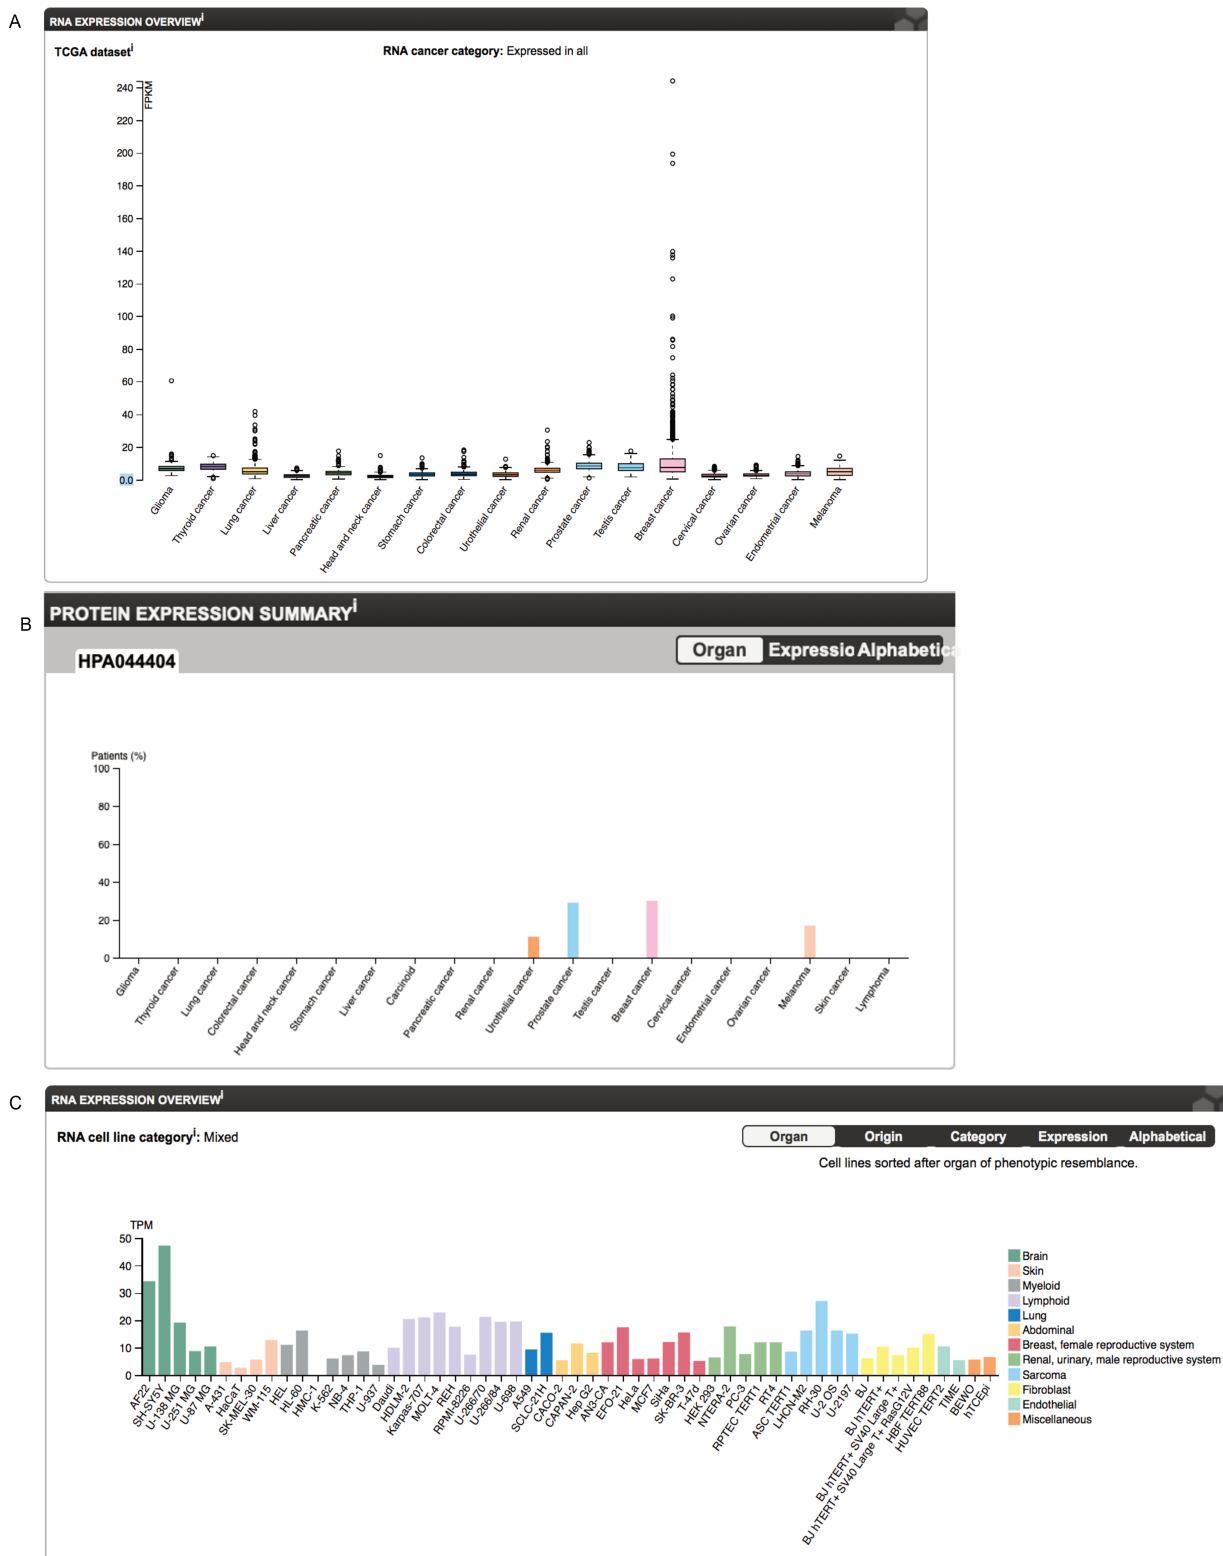 A
RNA EXPRESSION OVERVIEWi
TCGA dataseti
RNA cancer category: Expressed in all
FPKM
240
220
200
180
160
140
120
100
80
60
40
20
0.0
Glioma
Thyroid cancer
Lung cancer
Liver cancer
Pancreatic cancer
Head and neck cancer
Stomach cancer
Colorectal cancer
Urothelial cancer
Renal cancer
Prostate cancer
Testis cancer
Breast cancer
Cervical cancer
Ovarian cancer
Endometrial cancer
Melanoma
B
PROTEIN EXPRESSION SUMMARYi
HPA044404
Organ Expressio Alphabetica
Patients (%)
100
80
60
40
20
0
Glioma
Thyroid cancer
Lung cancer
Colorectal cancer
Head and neck cancer
Stomach cancer
Liver cancer
Carcinoid
Pancreatic cancer
Renal cancer
Urothelial cancer
Prostate cancer
Testis cancer
Breast cancer
Cervical cancer
Endometrial cancer
Ovarian cancer
Melanoma
Skin cancer
Lymphoma
C
RNA EXPRESSION OVERVIEWi
RNA cell line categoryi: Mixed
Organ Origin Category Expression Alphabetical
Cell lines sorted after organ of phenotypic resemblance.
TPM
50
40
30
20
10
0
AF22
SH-SY5Y
U-138 MG
U-251 MG
U-87 MG
A-431
HaCaT
SK-MEL-30
WM-115
HEL
HL-60
HMC-1
K-562
NB-4
THP-1
U-937
Daudi
HDLM-2
Karpas-707
MOLT-4
REH
RPMI-8226
U-266/70
U-266/84
U-698
A549
SCLC-21H
CACO-2
CAPAN-2
Hep G2
AN3-CA
EFO-21
HeLa
MCF7
SiHa
SK-BR-3
T-47d
HEK 293
NTERA-2
PC-3
RPTEC TERT1
RT4
ASC TERT1
LHCN-M2
RH-30
U-2 OS
U-2197
BJ
BJ hTERT+
BJ hTERT+ SV40 Large T+
BJ hTERT+ SV40 Large T+ RasG12V
HBF TERT88
HUVEC TERT2
TIME
BEWO
hTCEpi
Brain
Skin
Myeloid
Lymphoid
Lung
Abdominal
Breast, female reproductive system
Renal, urinary, male reproductive system
Sarcoma
Fibroblast
Endothelial
Miscellaneous